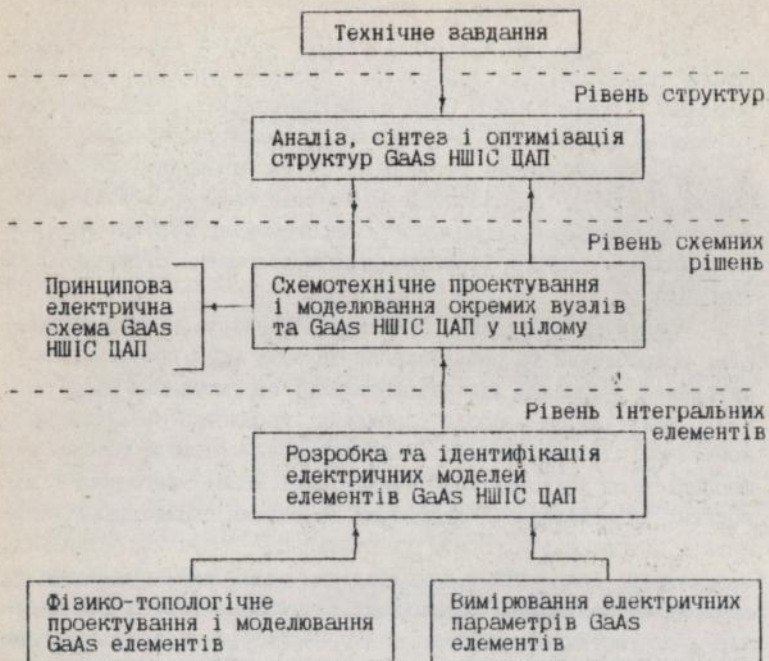 Технічне завдання
Рівень структур
Аналіз, сінтез і оптимізація
структур GaAs НШІС ЦАП
Рівень схемних
рішень
Принципова
електрична
схема GaAs
НШІС ЦАП
Схемотехнічне проектування
і моделювання окремих вузлів
та GaAs НШІС ЦАП у цілому
Рівень інтегральних
елементів
Розробка та ідентифікація
електричних моделей
елементів GaAs НШІС ЦАП
Фізико-топологічне
проектування і моделювання
GaAs елементів
Вимірювання електричних
параметрів GaAs
елементів